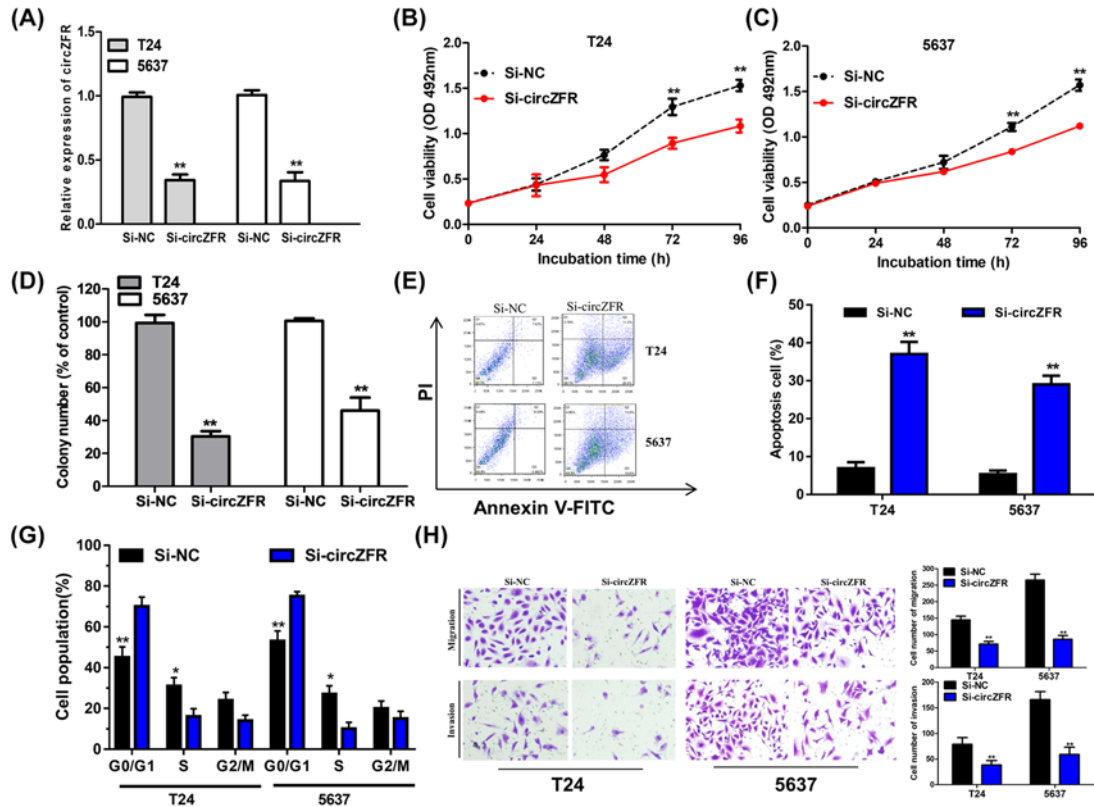 (A)
Relative expression of circZFR
1.5
1.0
0.5
0.0
T24
5637
**
**
Si-NC
Si-circZFR
Si-NC
Si-circZFR
(B)
T24
Cell viability (OD 492nm)
2.0
1.5
1.0
0.5
0.0
Si-NC
Si-circZFR
**
**
0
24
48
72
96
Incubation time (h)
(C)
5637
Cell viability (OD 492nm)
2.0
1.5
1.0
0.5
0.0
Si-NC
Si-circZFR
**
**
0
24
48
72
96
Incubation time (h)
(D)
Colony number (% of control)
120
100
80
60
40
20
0
T24
5637
**
**
Si-NC
Si-circZFR
Si-NC
Si-circZFR
(E)
Si-NC
Si-circZFR
T24
5637
PI
Annexin V-FITC
(F)
Apoptosis cell (%)
50
40
30
20
10
0
Si-NC
Si-circZFR
**
**
T24
5637
(G)
Cell population(%)
100
80
60
40
20
0
Si-NC
Si-circZFR
**
*
**
*
G0/G1
S
G2/M
G0/G1
S
G2/M
T24
5637
(H)
Si-NC
Si-circZFR
Si-NC
Si-circZFR
Migration
Invasion
T24
5637
Cell number of migration
300
250
200
150
100
50
0
Si-NC
Si-circZFR
**
**
T24
5637
Cell number of invasion
200
150
100
50
0
Si-NC
Si-circZFR
**
**
T24
5637